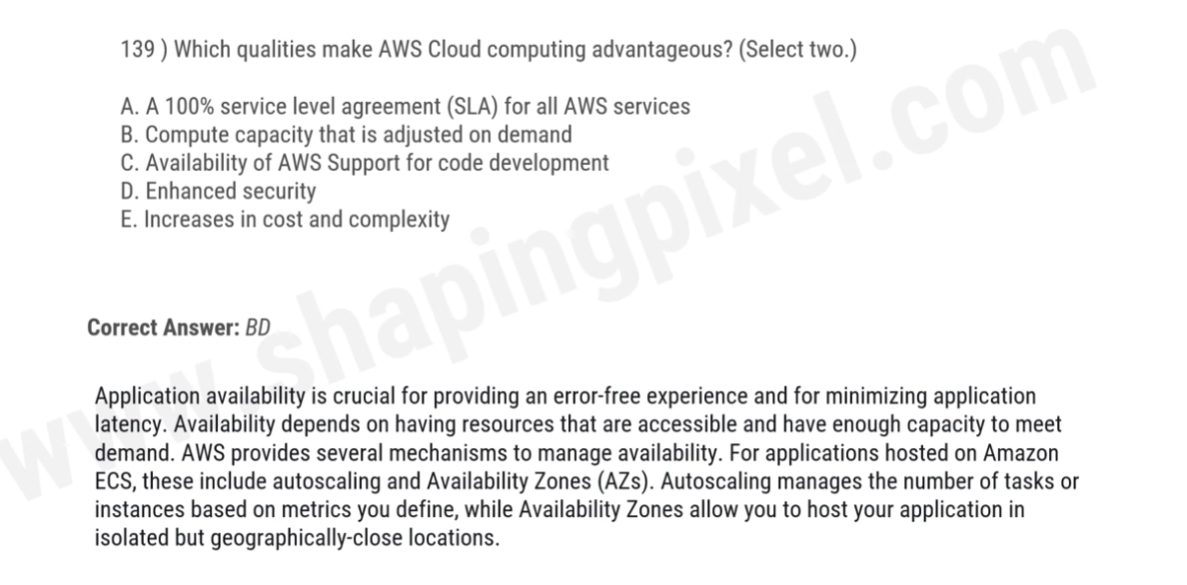 139 ) Which qualities make AWS Cloud computing advantageous? (Select two.)
A. A 100% service level agreement (SLA) for all AWS services
B. Compute capacity that is adjusted on demand
C. Availability of AWS Support for code development
D. Enhanced security
E. Increases in cost and complexity
www.shapingpixel.com
Correct Answer: BD
Application availability is crucial for providing an error-free experience and for minimizing application
latency. Availability depends on having resources that are accessible and have enough capacity to meet
demand. AWS provides several mechanisms to manage availability. For applications hosted on Amazon
ECS, these include autoscaling and Availability Zones (AZs). Autoscaling manages the number of tasks or
instances based on metrics you define, while Availability Zones allow you to host your application in
isolated but geographically-close locations.